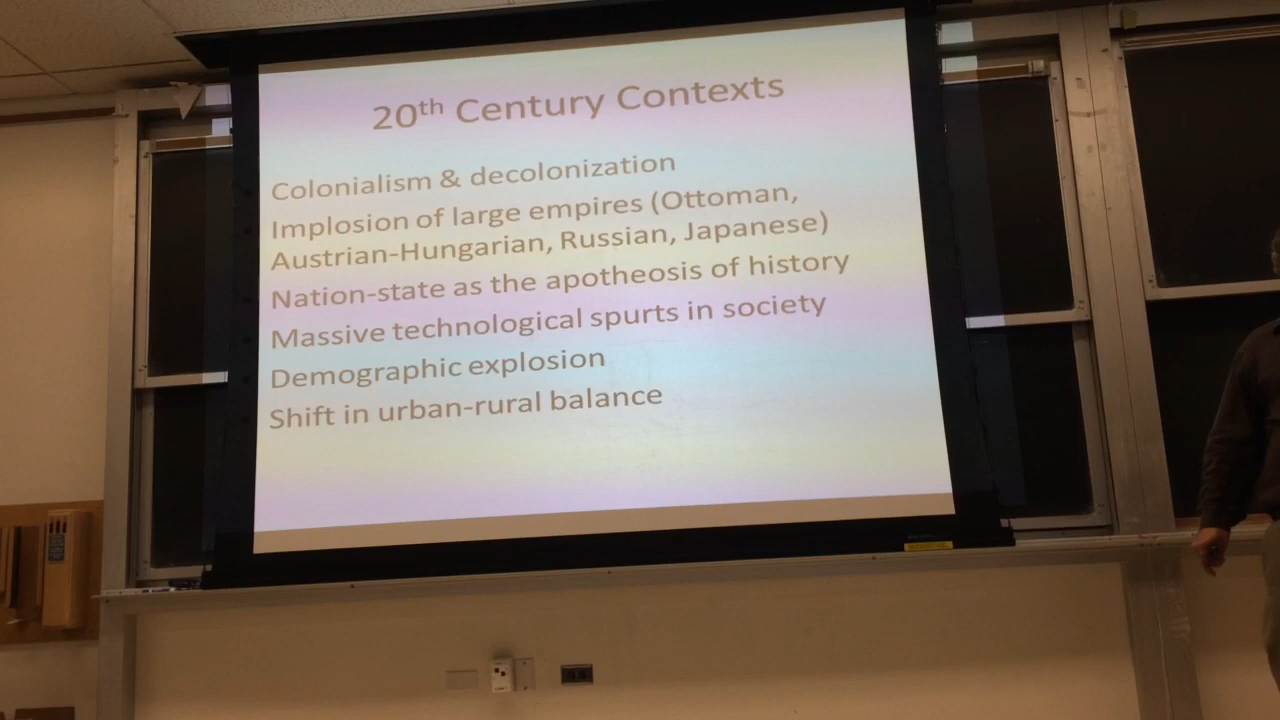 20th Century Contexts
Colonialism & decolonization
Implosion of large empires (Ottoman,
Austrian-Hungarian, Russian, Japanese)
Nation-state as the apotheosis of history
Massive technological spurts in society
Demographic explosion
Shift in urban-rural balance